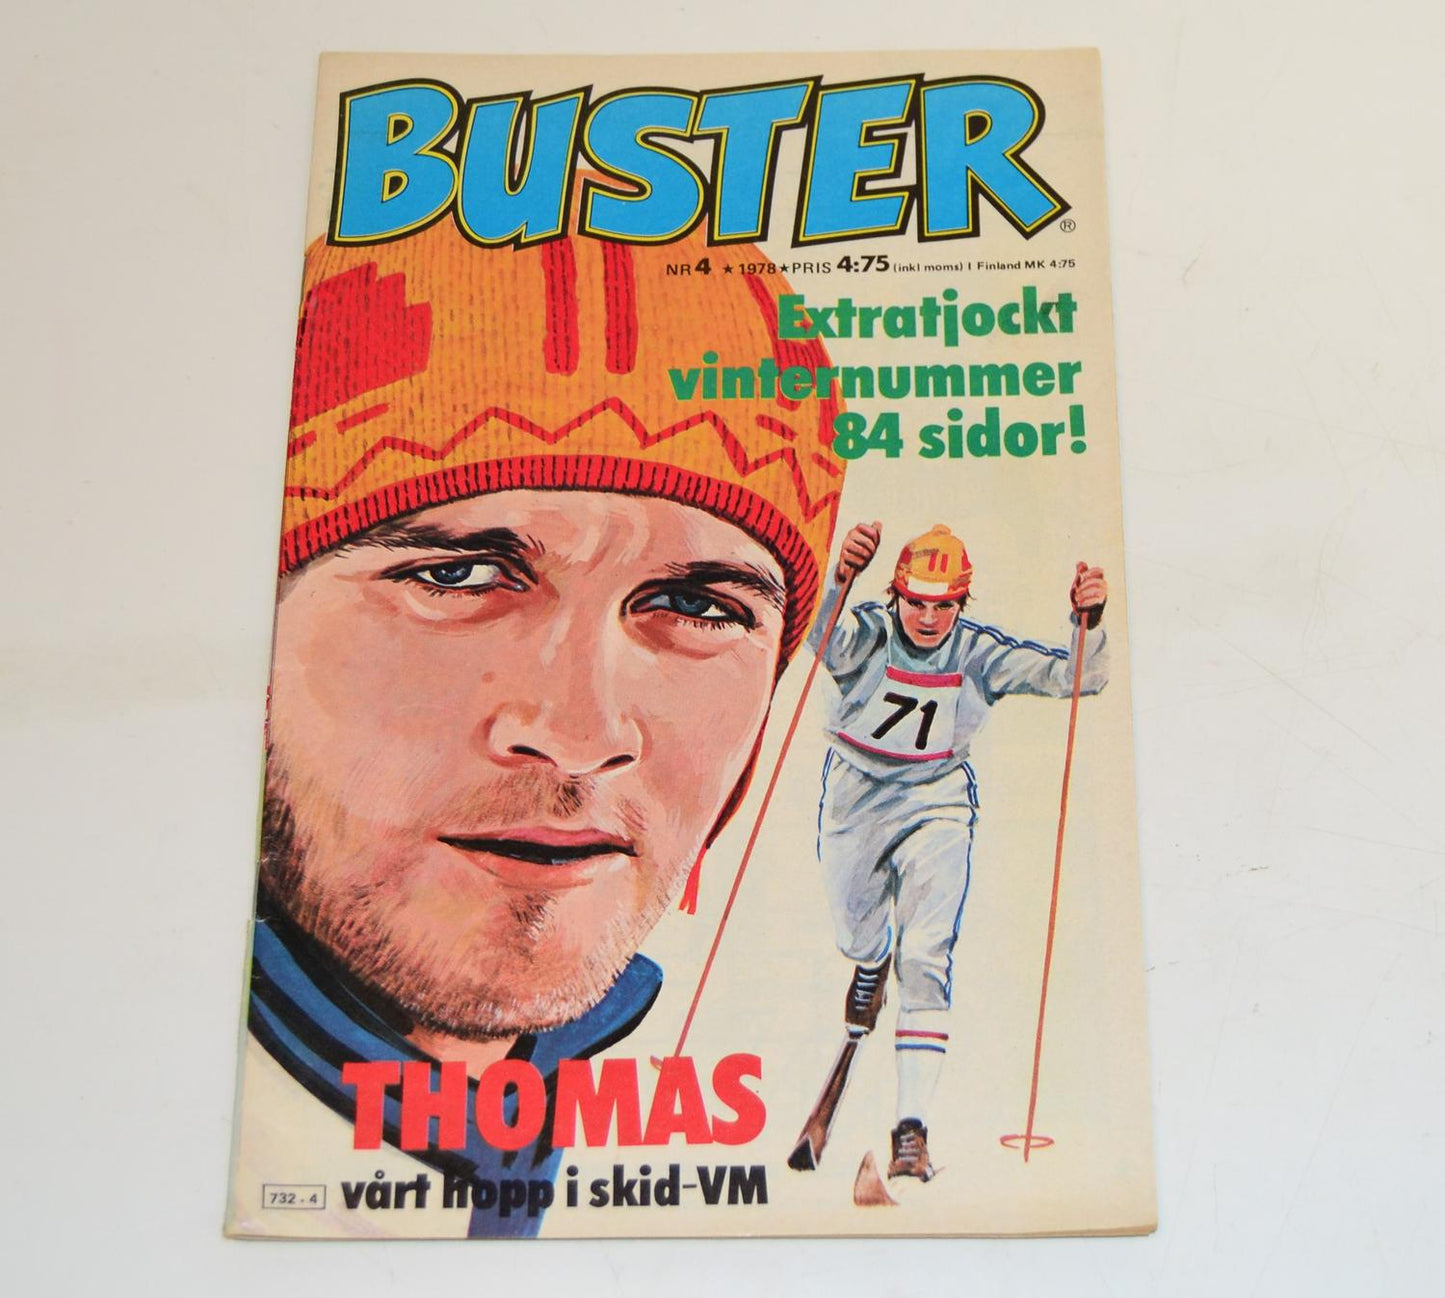 BUSTER®
NR 4 ★ 1978 ★ PRIS 4:75 (inkl moms) I Finland MK 4:75
Extratjockt
vinternummer
84 sidor!
71
THOMAS
vårt hopp i skid-VM
732 - 4